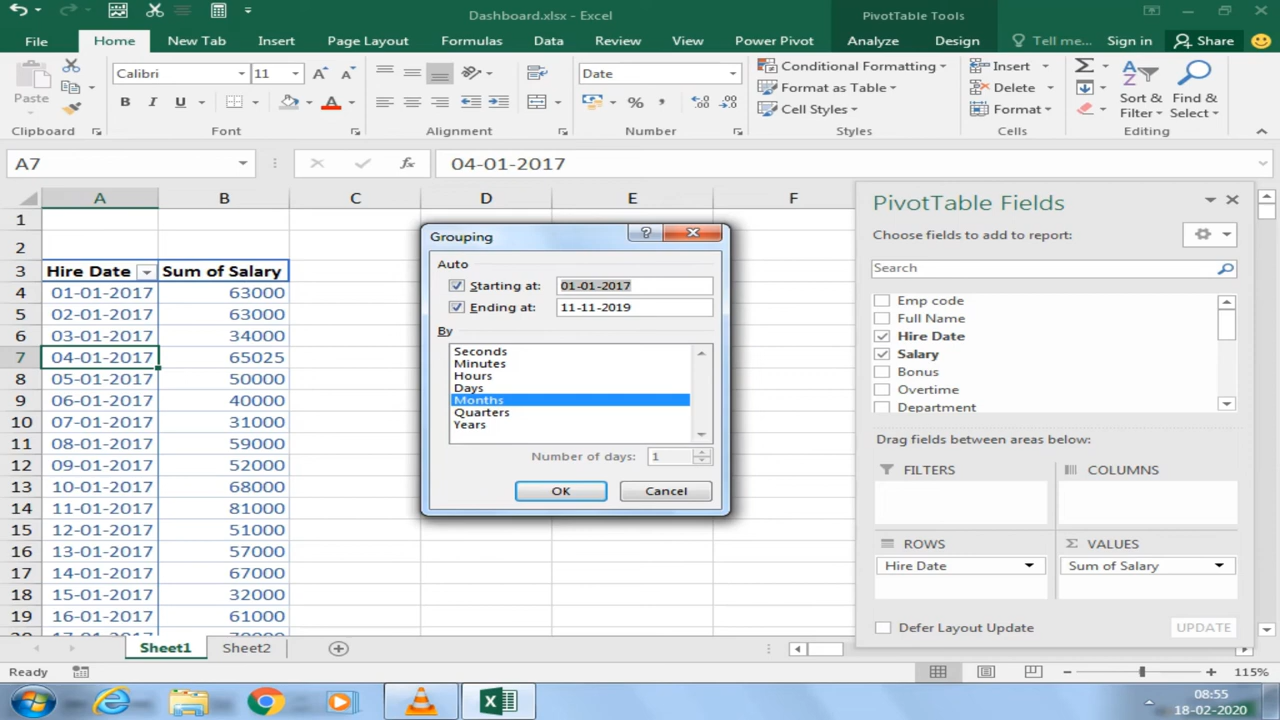 Dashboard.xlsx - Excel
PivotTable Tools
File Home New Tab Insert Page Layout Formulas Data Review View Power Pivot Analyze Design Tell me... Sign in Share
Paste
Calibri 11
B I U A
Date
% ,
Conditional Formatting
Format as Table
Cell Styles
Insert
Delete
Format
Sort & Filter
Find & Select
Clipboard Font Alignment Number Styles Cells Editing
A7 fx 04-01-2017
A B C D E F
1
2
3 Hire Date Sum of Salary
4 01-01-2017 63000
5 02-01-2017 63000
6 03-01-2017 34000
7 04-01-2017 65025
8 05-01-2017 50000
9 06-01-2017 40000
10 07-01-2017 31000
11 08-01-2017 59000
12 09-01-2017 52000
13 10-01-2017 68000
14 11-01-2017 81000
15 12-01-2017 51000
16 13-01-2017 57000
17 14-01-2017 67000
18 15-01-2017 32000
19 16-01-2017 61000
Grouping
Auto
Starting at: 01-01-2017
Ending at: 11-11-2019
By
Seconds
Minutes
Hours
Days
Months
Quarters
Years
Number of days: 1
OK Cancel
PivotTable Fields
Choose fields to add to report:
Search
Emp code
Full Name
Hire Date
Salary
Bonus
Overtime
Department
Drag fields between areas below:
FILTERS COLUMNS
ROWS VALUES
Hire Date Sum of Salary
Defer Layout Update UPDATE
Sheet1 Sheet2
Ready 115%
08:55
18-02-2020